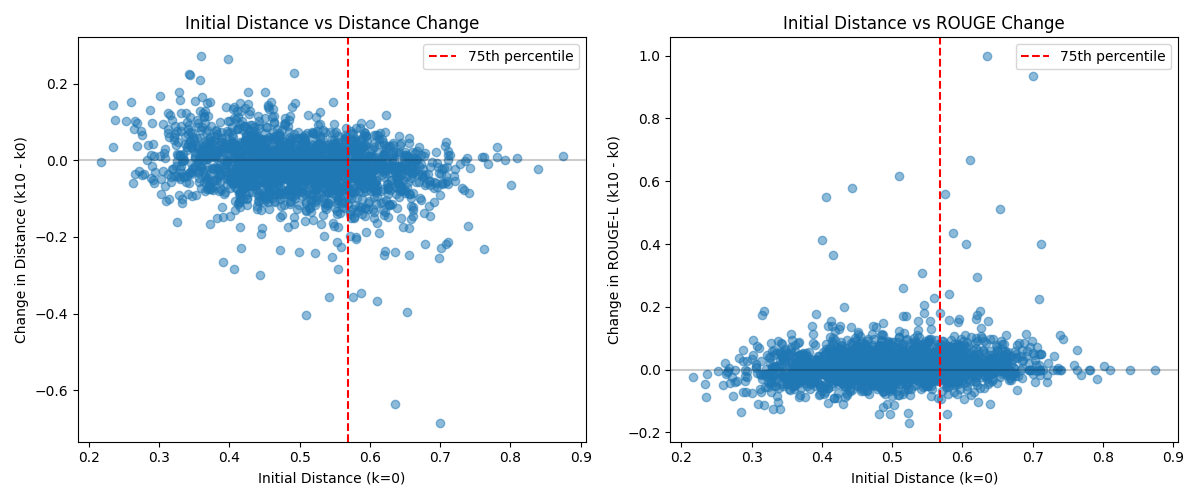 Initial Distance vs Distance Change
75th percentile
Change in Distance (k10 - k0)
0.2
0.0
−0.2
−0.4
−0.6
0.2 0.3 0.4 0.5 0.6 0.7 0.8 0.9
Initial Distance (k=0)
Initial Distance vs ROUGE Change
75th percentile
Change in ROUGE-L (k10 - k0)
1.0
0.8
0.6
0.4
0.2
0.0
−0.2
0.2 0.3 0.4 0.5 0.6 0.7 0.8 0.9
Initial Distance (k=0)